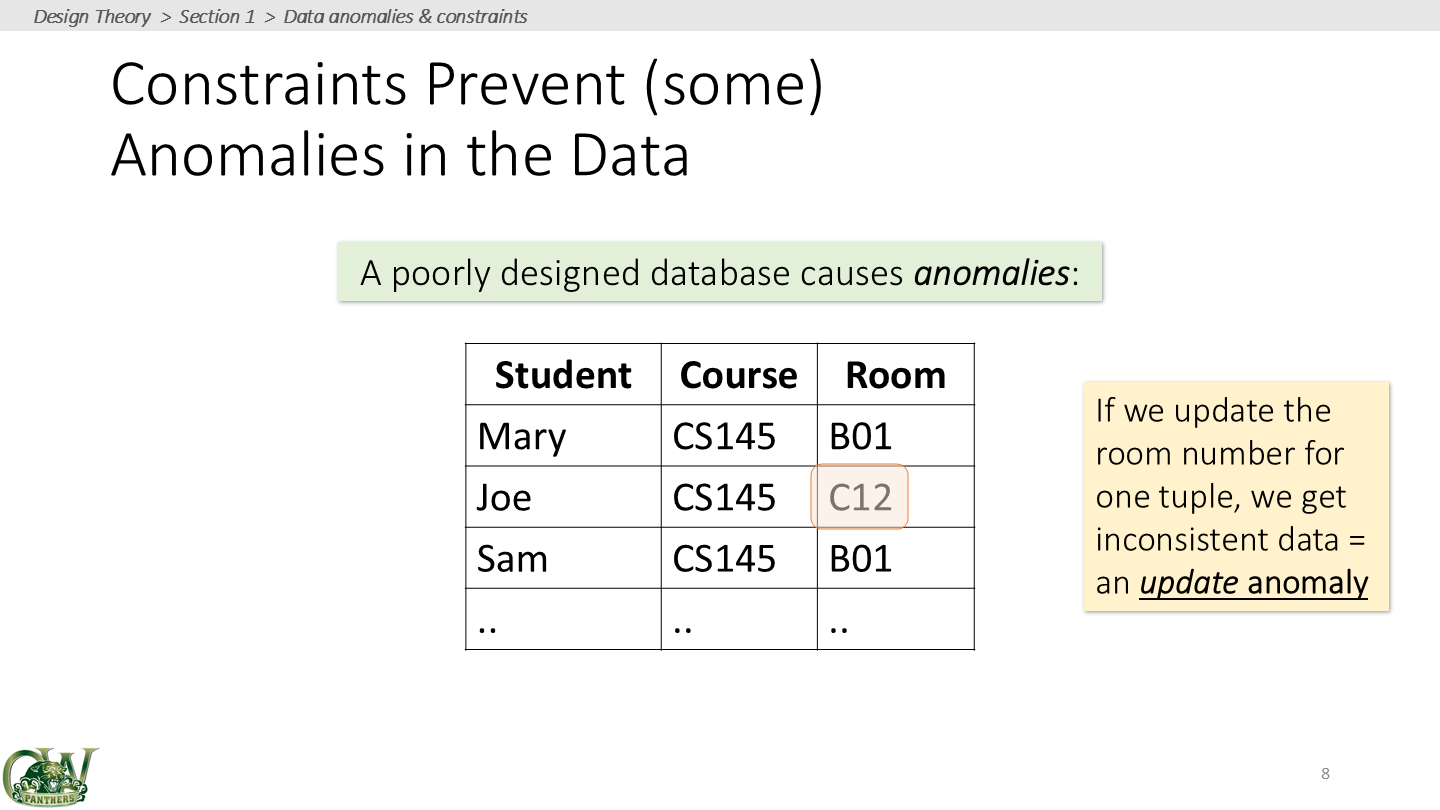 Design Theory > Section 1 > Data anomalies & constraints
Constraints Prevent (some)
Anomalies in the Data
A poorly designed database causes anomalies:
Student Course Room
Mary CS145 B01
Joe CS145 C12
Sam CS145 B01
.. .. ..
If we update the
room number for
one tuple, we get
inconsistent data =
an update anomaly
CW
PANTHERS
8